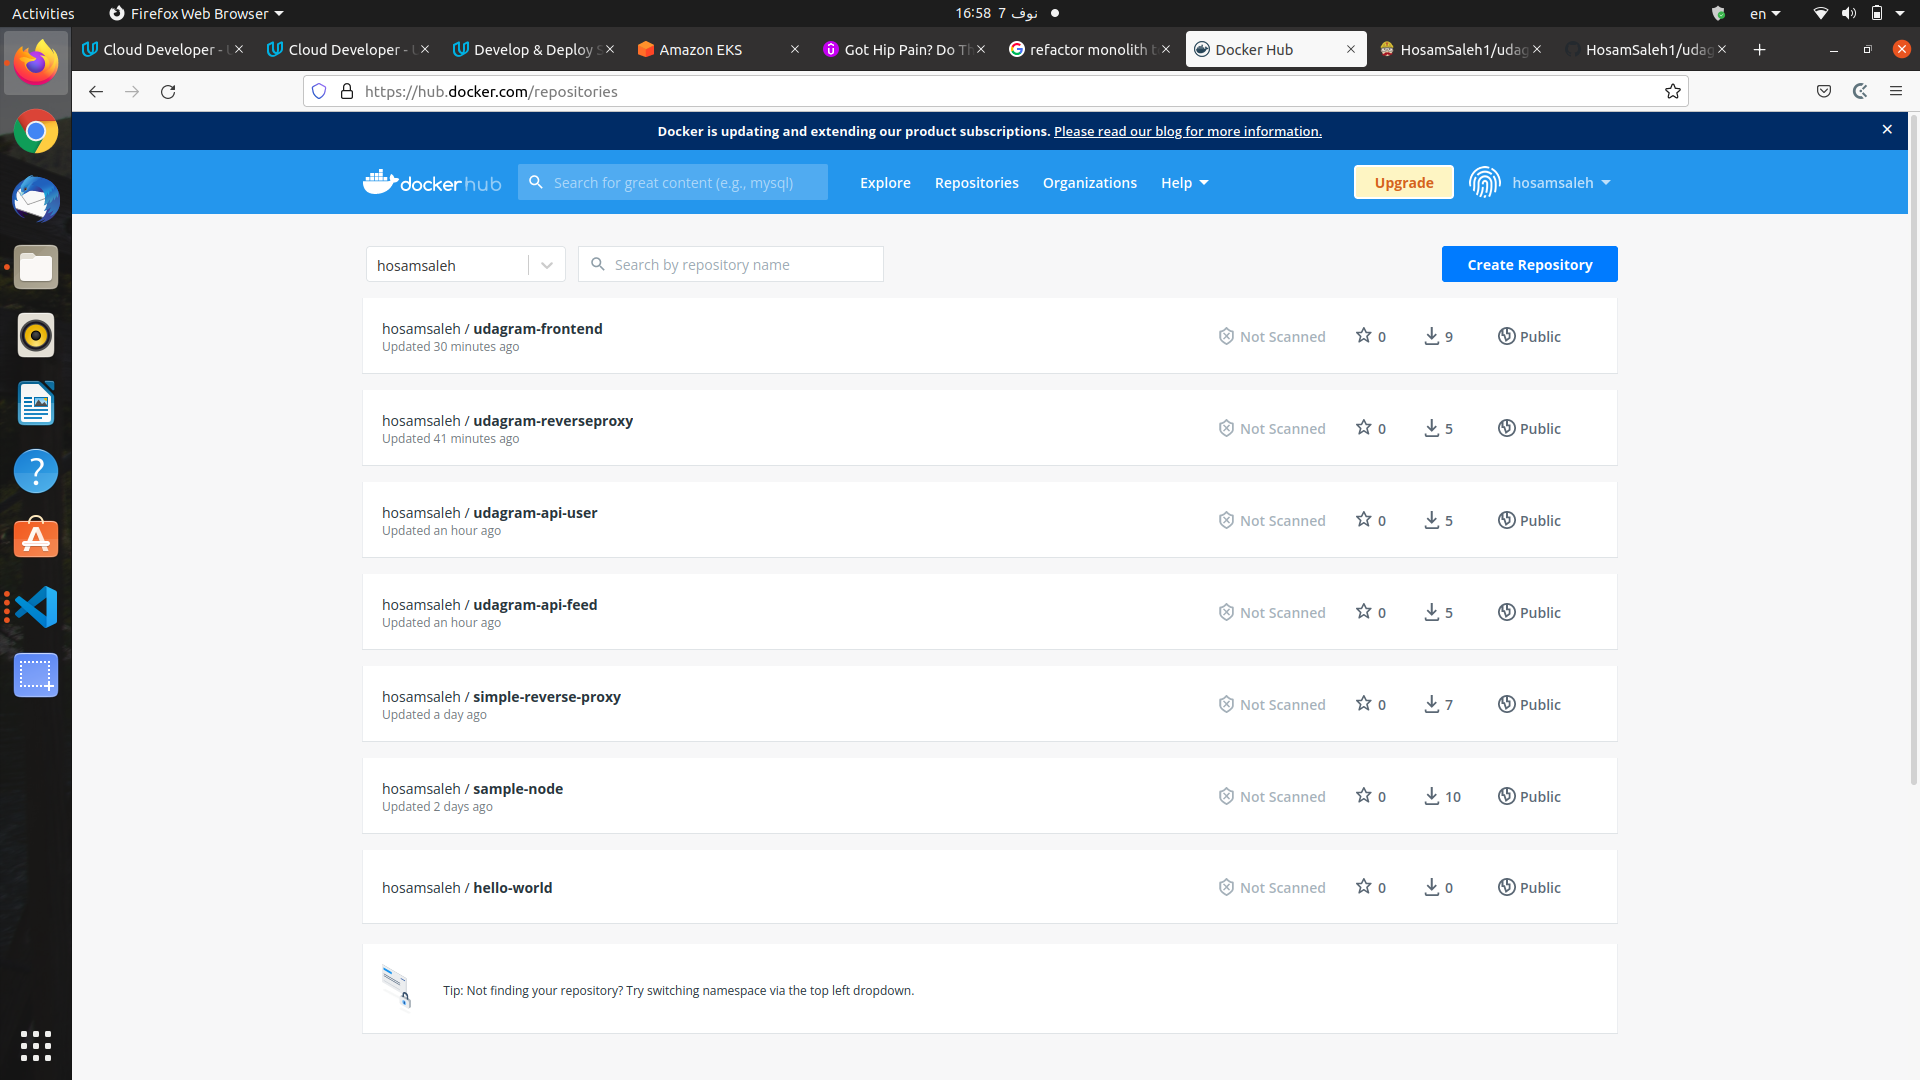 Activities
Firefox Web Browser
16:58 7 نوف
en
Cloud Developer -
Cloud Developer -
Develop & Deploy S
Amazon EKS
Got Hip Pain? Do Th
refactor monolith t
Docker Hub
HosamSaleh1/udag
HosamSaleh1/udag
https://hub.docker.com/repositories
Docker is updating and extending our product subscriptions. Please read our blog for more information.
docker hub
Search for great content (e.g., mysql)
Explore
Repositories
Organizations
Help
Upgrade
hosamsaleh
hosamsaleh
Search by repository name
Create Repository
hosamsaleh / udagram-frontend
Updated 30 minutes ago
Not Scanned
0
9
Public
hosamsaleh / udagram-reverseproxy
Updated 41 minutes ago
Not Scanned
0
5
Public
hosamsaleh / udagram-api-user
Updated an hour ago
Not Scanned
0
5
Public
hosamsaleh / udagram-api-feed
Updated an hour ago
Not Scanned
0
5
Public
hosamsaleh / simple-reverse-proxy
Updated a day ago
Not Scanned
0
7
Public
hosamsaleh / sample-node
Updated 2 days ago
Not Scanned
0
10
Public
hosamsaleh / hello-world
Not Scanned
0
0
Public
Tip: Not finding your repository? Try switching namespace via the top left dropdown.